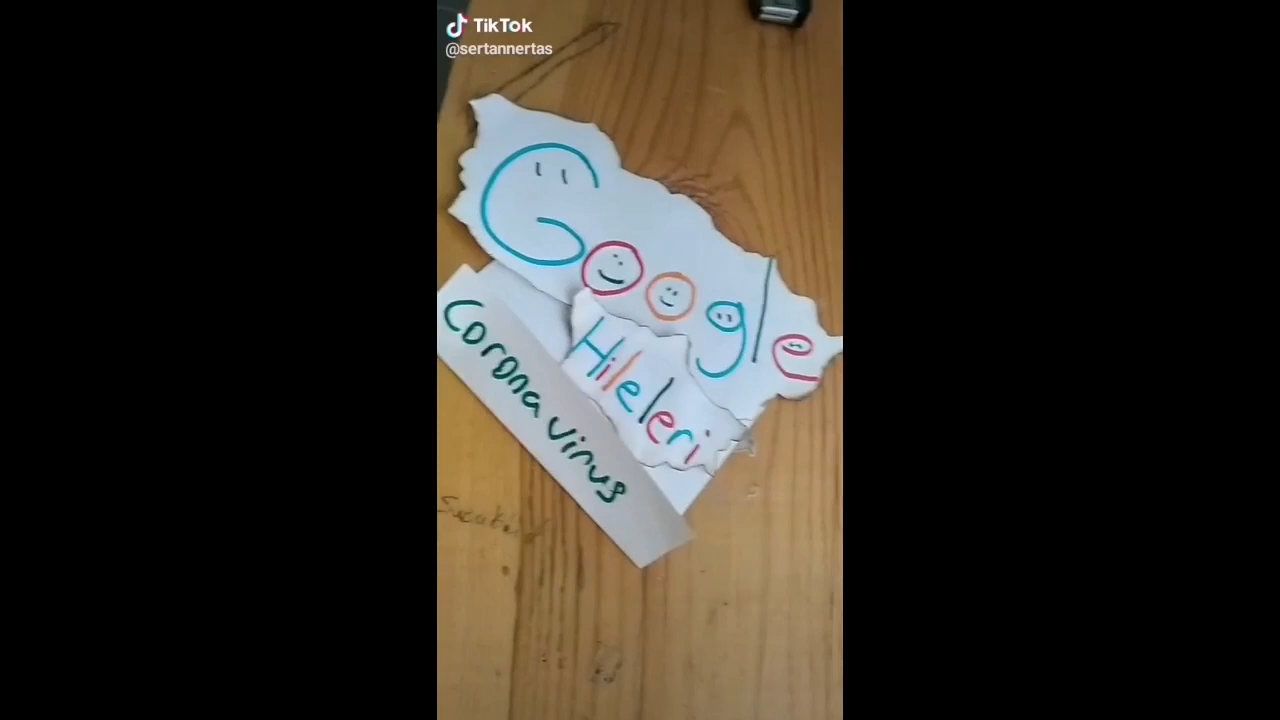 TikTok
@sertannertas
Google
Hileleri
Corona virus